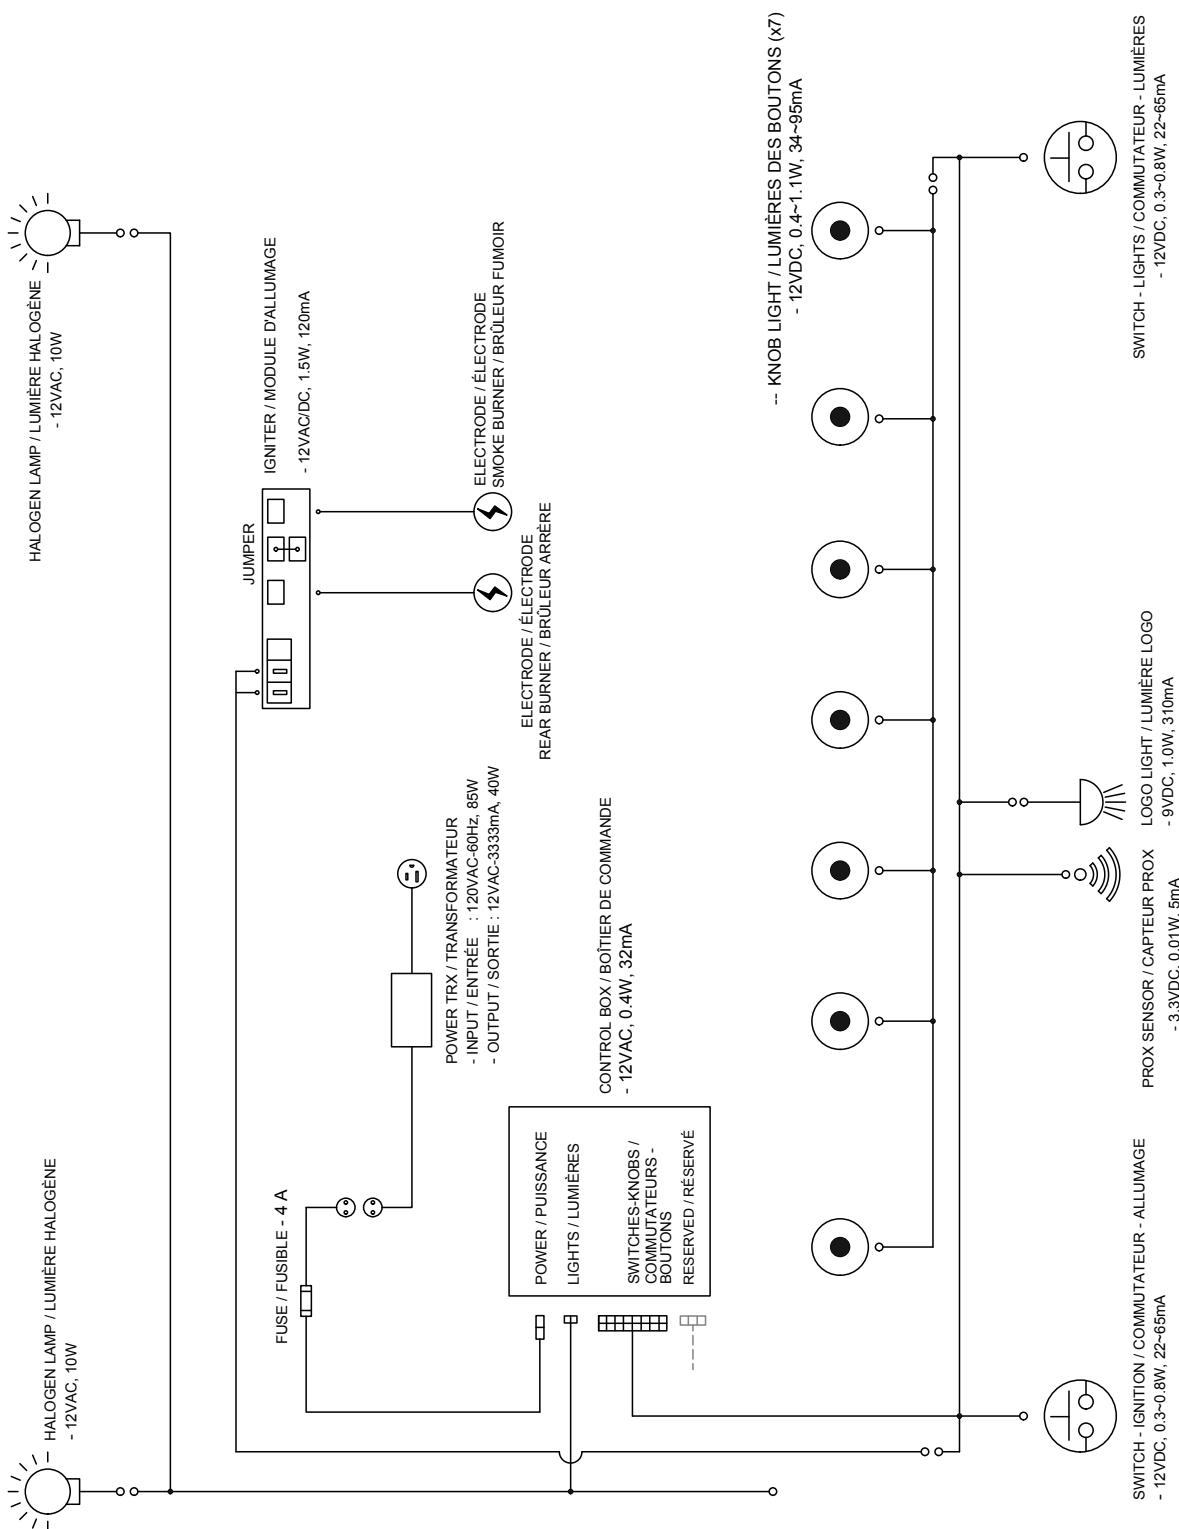 HALOGEN LAMP / LUMIÈRE HALOGÈNE
- 12VAC, 10W
HALOGEN LAMP / LUMIÈRE HALOGÈNE
- 12VAC, 10W
FUSE / FUSIBLE - 4 A
JUMPER
IGNITER / MODULE D'ALLUMAGE
- 12VAC/DC, 1.5W, 120mA
POWER TRX / TRANSFORMATEUR
- INPUT / ENTRÉE : 120VAC-60Hz, 85W
- OUTPUT / SORTIE : 12VAC-3333mA, 40W
ELECTRODE / ÉLECTRODE
REAR BURNER / BRÛLEUR ARRÈRE
ELECTRODE / ÉLECTRODE
SMOKE BURNER / BRÛLEUR FUMOIR
CONTROL BOX / BOÎTIER DE COMMANDE
- 12VAC, 0.4W, 32mA
POWER / PUISSANCE
LIGHTS / LUMIÈRES
SWITCHES-KNOBS /
COMMUTATEURS -
BOUTONS
RESERVED / RÉSERVÉ
-- KNOB LIGHT / LUMIÈRES DES BOUTONS (x7)
- 12VDC, 0.4~1.1W, 34~95mA
SWITCH - IGNITION / COMMUTATEUR - ALLUMAGE
- 12VDC, 0.3~0.8W, 22~65mA
PROX SENSOR / CAPTEUR PROX
- 3.3VDC, 0.01W, 5mA
LOGO LIGHT / LUMIÈRE LOGO
- 9VDC, 1.0W, 310mA
SWITCH - LIGHTS / COMMUTATEUR - LUMIÈRES
- 12VDC, 0.3~0.8W, 22~65mA